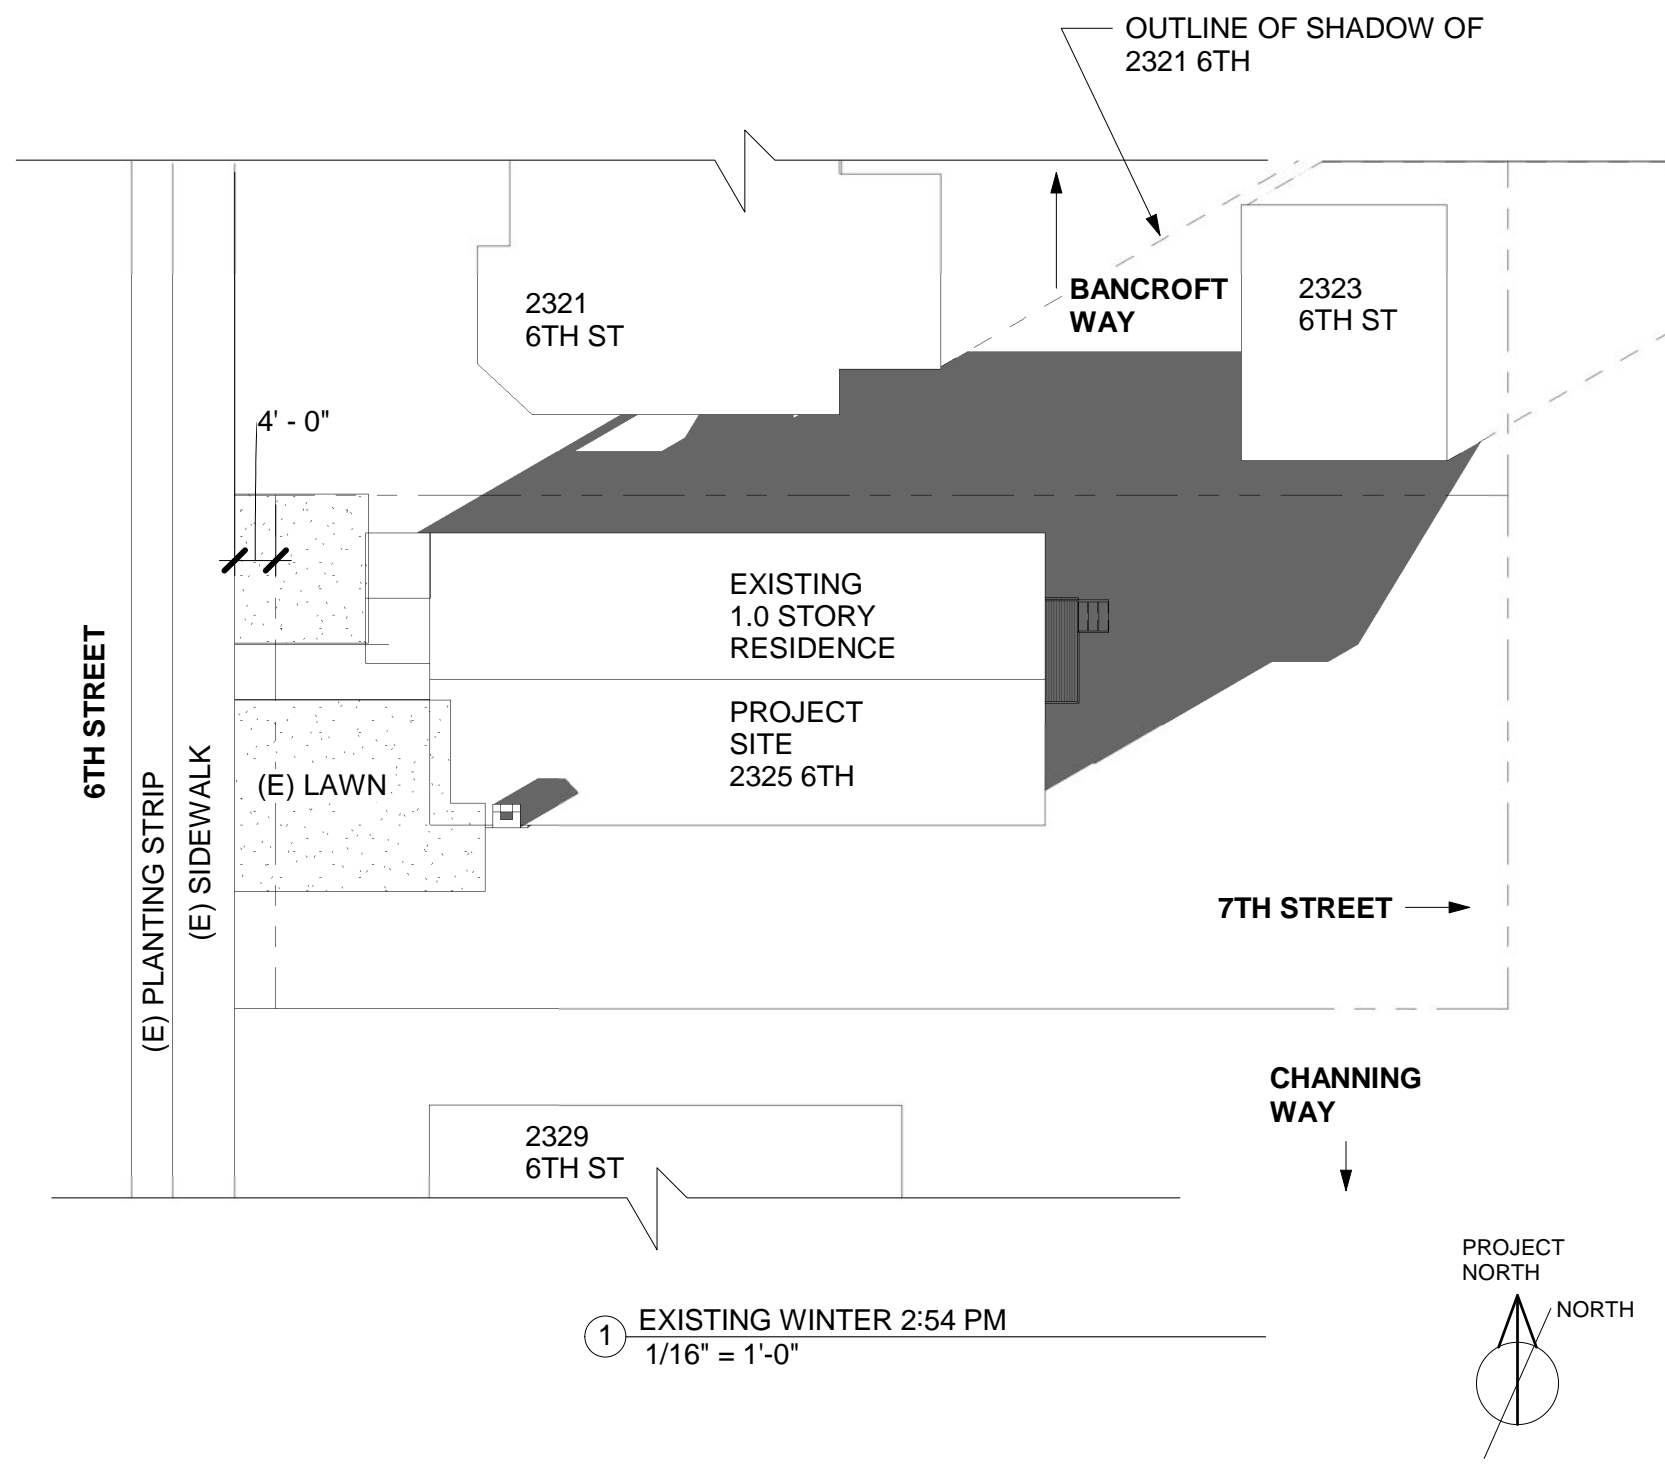 OUTLINE OF SHADOW OF
2321 6TH
BANCROFT
WAY
2321
6TH ST
2323
6TH ST
4' - 0"
EXISTING
1.0 STORY
RESIDENCE
PROJECT
SITE
2325 6TH
6TH STREET
(E) PLANTING STRIP
(E) SIDEWALK
(E) LAWN
7TH STREET
CHANNING
WAY
2329
6TH ST
PROJECT
NORTH
NORTH
1
EXISTING WINTER 2:54 PM
1/16" = 1'-0"